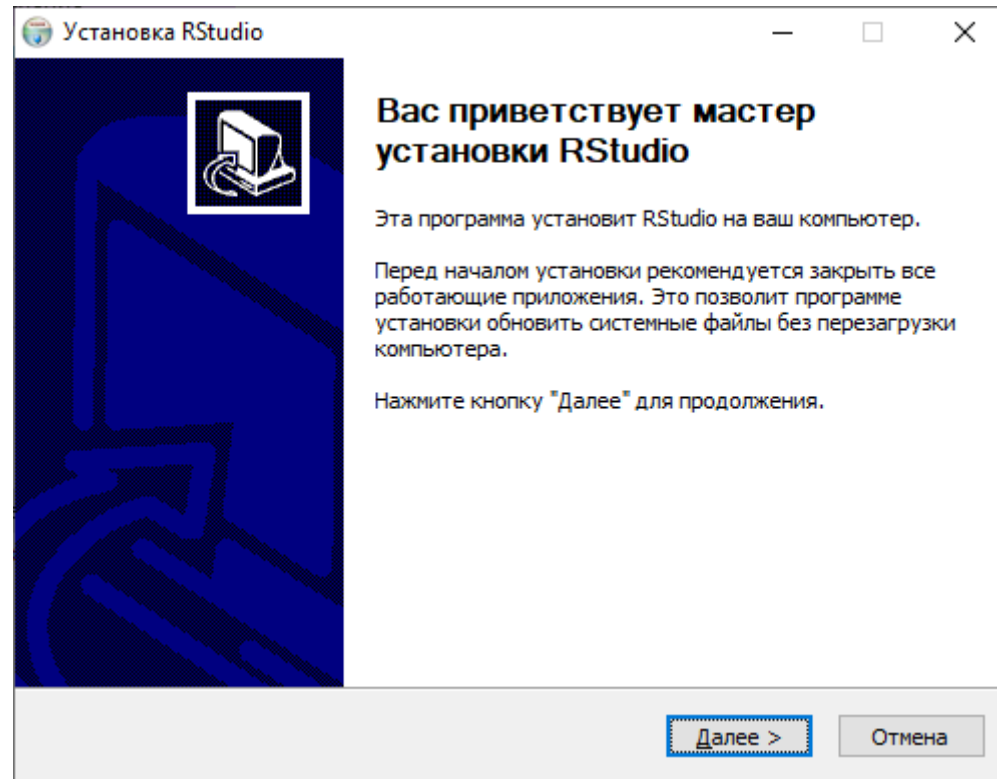 Установка RStudio
Вас приветствует мастер
установки RStudio
Эта программа установит RStudio на ваш компьютер.
Перед началом установки рекомендуется закрыть все
работающие приложения. Это позволит программе
установки обновить системные файлы без перезагрузки
компьютера.
Нажмите кнопку "Далее" для продолжения.
Далее >
Отмена